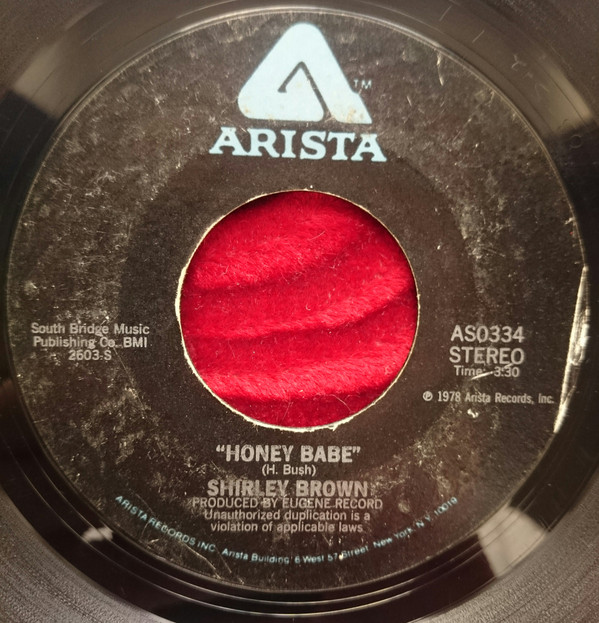 TM
ARISTA
South Bridge Music
Publishing Co. BMI
2603-S
AS0334
STEREO
Time: 3:30
℗ 1978 Arista Records, Inc.
"HONEY BABE"
(H. Bush)
SHIRLEY BROWN
PRODUCED BY EUGENE RECORD
Unauthorized duplication is a
violation of applicable laws
ARISTA RECORDS INC. Arista Building 6 West 57 Street New York N.Y. 10019